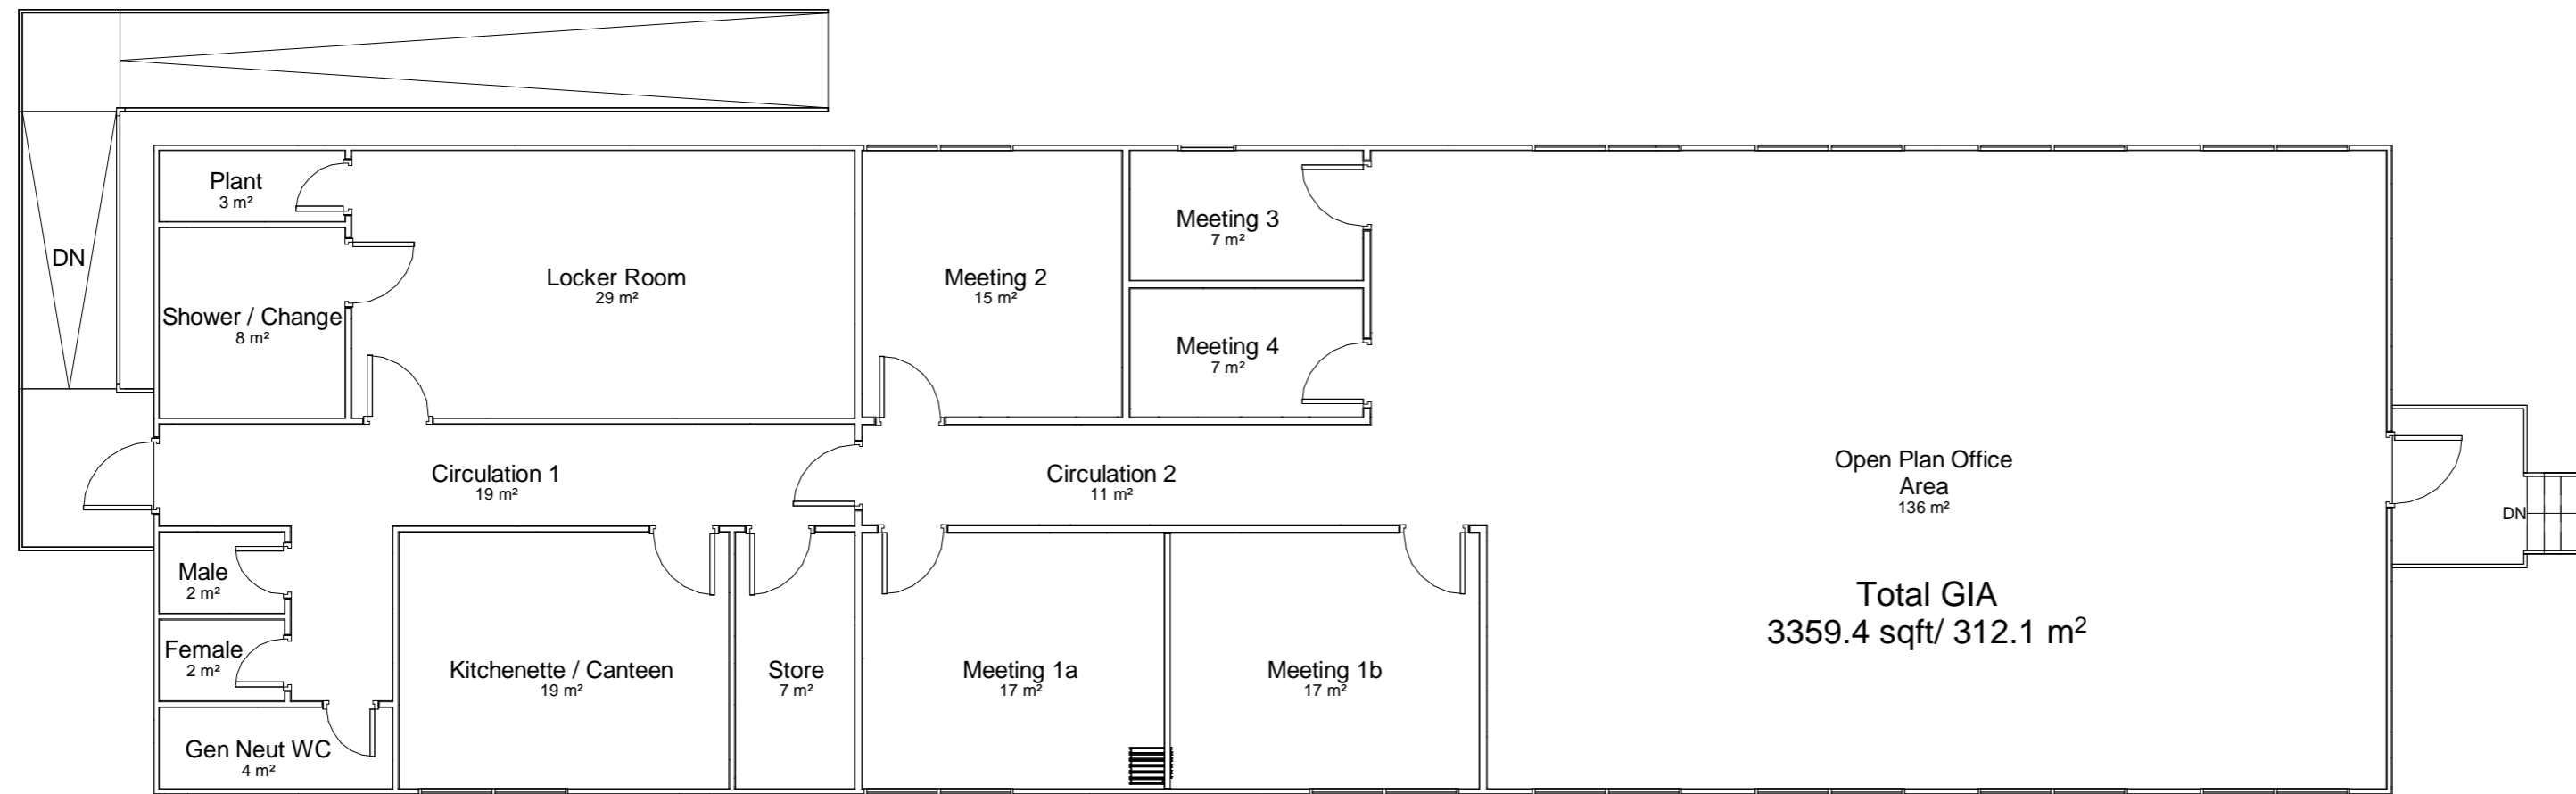 Plant
3 m²
DN
Shower / Change
8 m²
Locker Room
29 m²
Meeting 2
15 m²
Meeting 3
7 m²
Meeting 4
7 m²
Circulation 1
19 m²
Circulation 2
11 m²
Open Plan Office
Area
136 m²
DN
Total GIA
3359.4 sqft/ 312.1 m²
Male
2 m²
Female
2 m²
Gen Neut WC
4 m²
Kitchenette / Canteen
19 m²
Store
7 m²
Meeting 1a
17 m²
Meeting 1b
17 m²